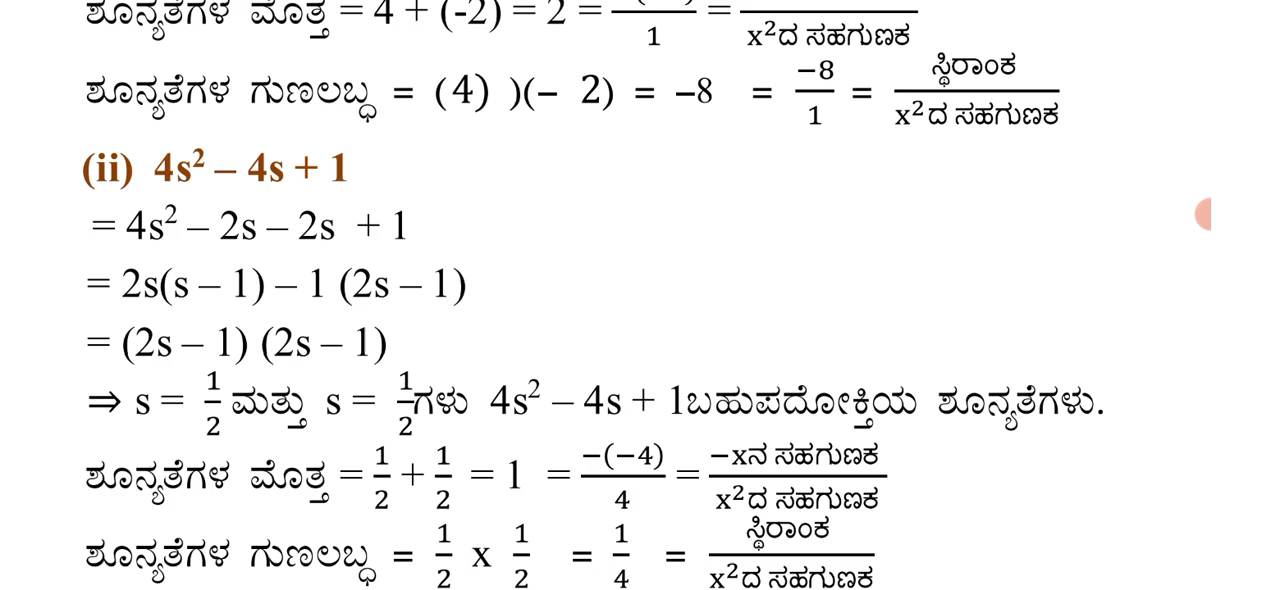 ಶೂನ್ಯತೆಗಳ ಮೊತ್ತ = 4 + (-2) = 2 = / 1 = / x²ದ ಸಹಗುಣಕ
ಶೂನ್ಯತೆಗಳ ಗುಣಲಬ್ಧ = (4) )(– 2) = –8 = −8/1 = ಸ್ಥಿರಾಂಕ/x²ದ ಸಹಗುಣಕ
(ii) 4s² – 4s + 1
= 4s² – 2s – 2s + 1
= 2s(s – 1) – 1 (2s – 1)
= (2s – 1) (2s – 1)
⇒ s = 1/2 ಮತ್ತು s = 1/2ಗಳು 4s² – 4s + 1ಬಹುಪದೋಕ್ತಿಯ ಶೂನ್ಯತೆಗಳು.
ಶೂನ್ಯತೆಗಳ ಮೊತ್ತ = 1/2 + 1/2 = 1 = −(−4)/4 = −xನ ಸಹಗುಣಕ/x²ದ ಸಹಗುಣಕ
ಶೂನ್ಯತೆಗಳ ಗುಣಲಬ್ಧ = 1/2 x 1/2 = 1/4 = ಸ್ಥಿರಾಂಕ/x²ದ ಸಹಗುಣಕ